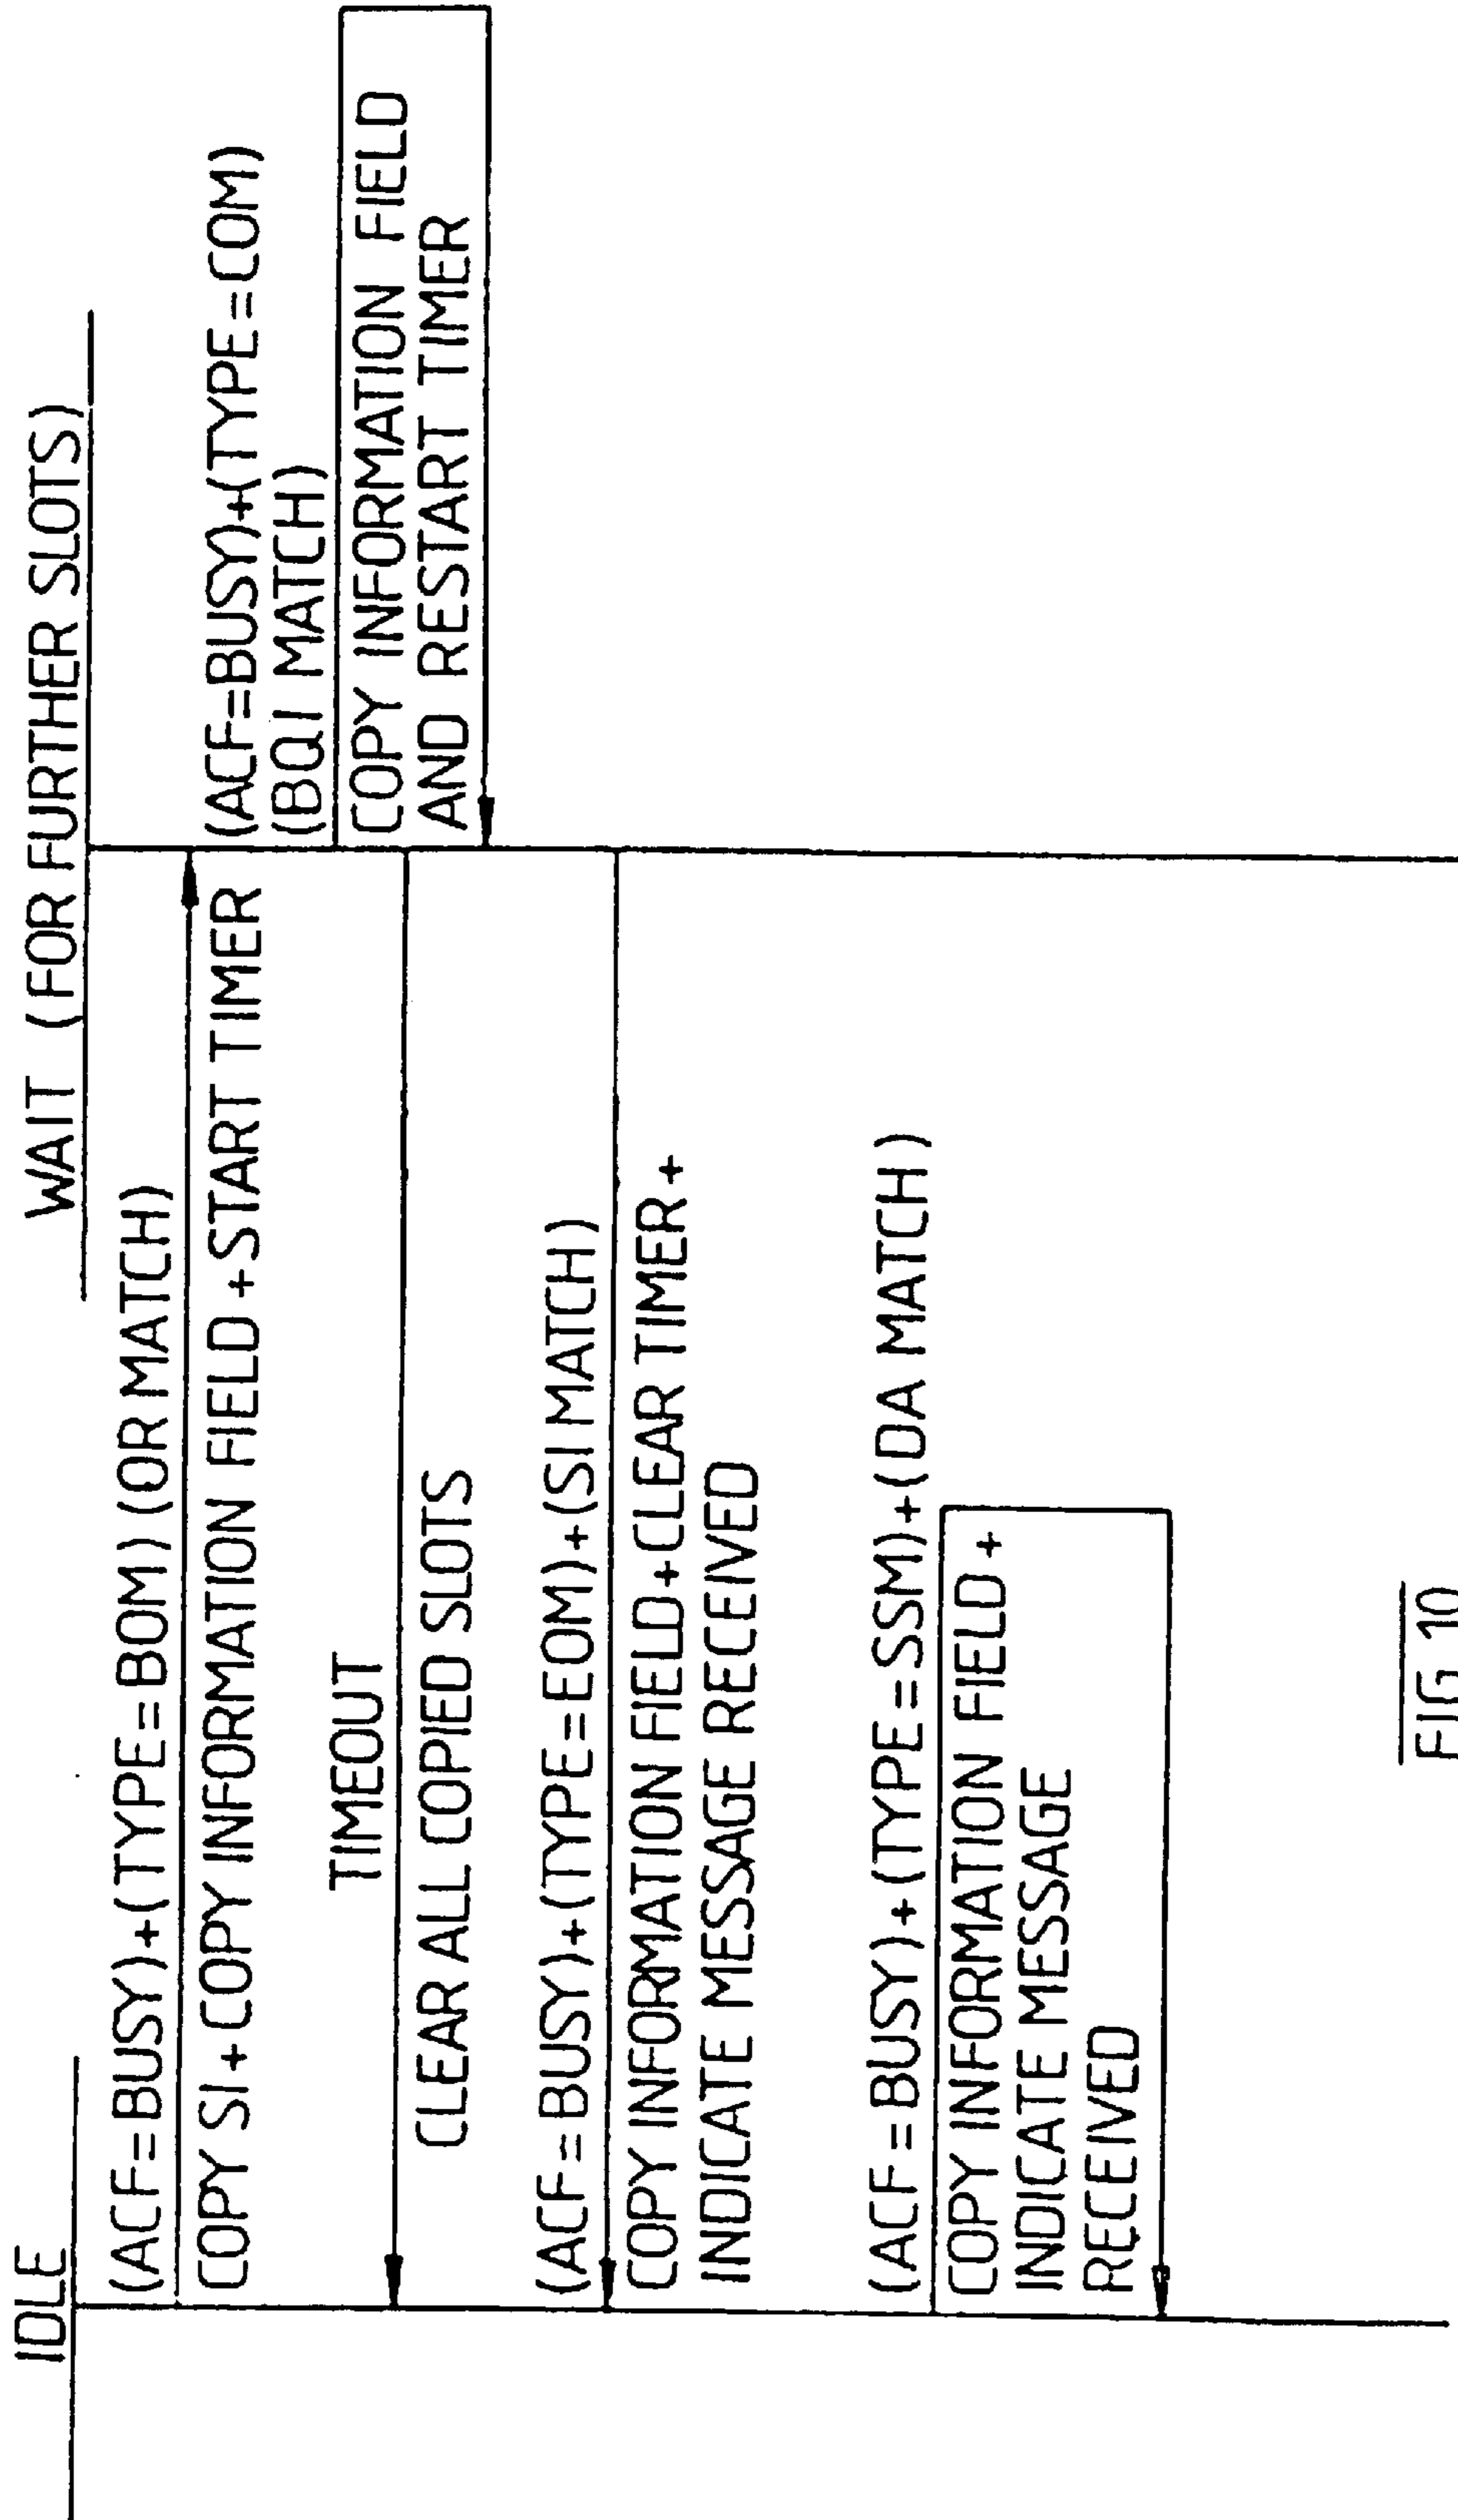 IDLE
WAIT (FOR FURTHER SLOTS)
(ACF=BUSY)+(TYPE=BOM)(OR MATCH)
COPY SI+COPY INFORMATION FIELD+START TIMER
(ACF=BUSY)+(TYPE=COM)
(BQI MATCH)
COPY INFORMATION FIELD
AND RESTART TIMER
TIMEOUT
CLEAR ALL COPIED SLOTS
(ACF=BUSY)+(TYPE=EOM)+(SI MATCH)
COPY INFORMATION FIELD+CLEAR TIMER+
INDICATE MESSAGE RECEIVED
(ACF=BUSY)+(TYPE=SSM)+(DA MATCH)
COPY INFORMATION FIELD+
INDICATE MESSAGE
RECEIVED
FIG 10